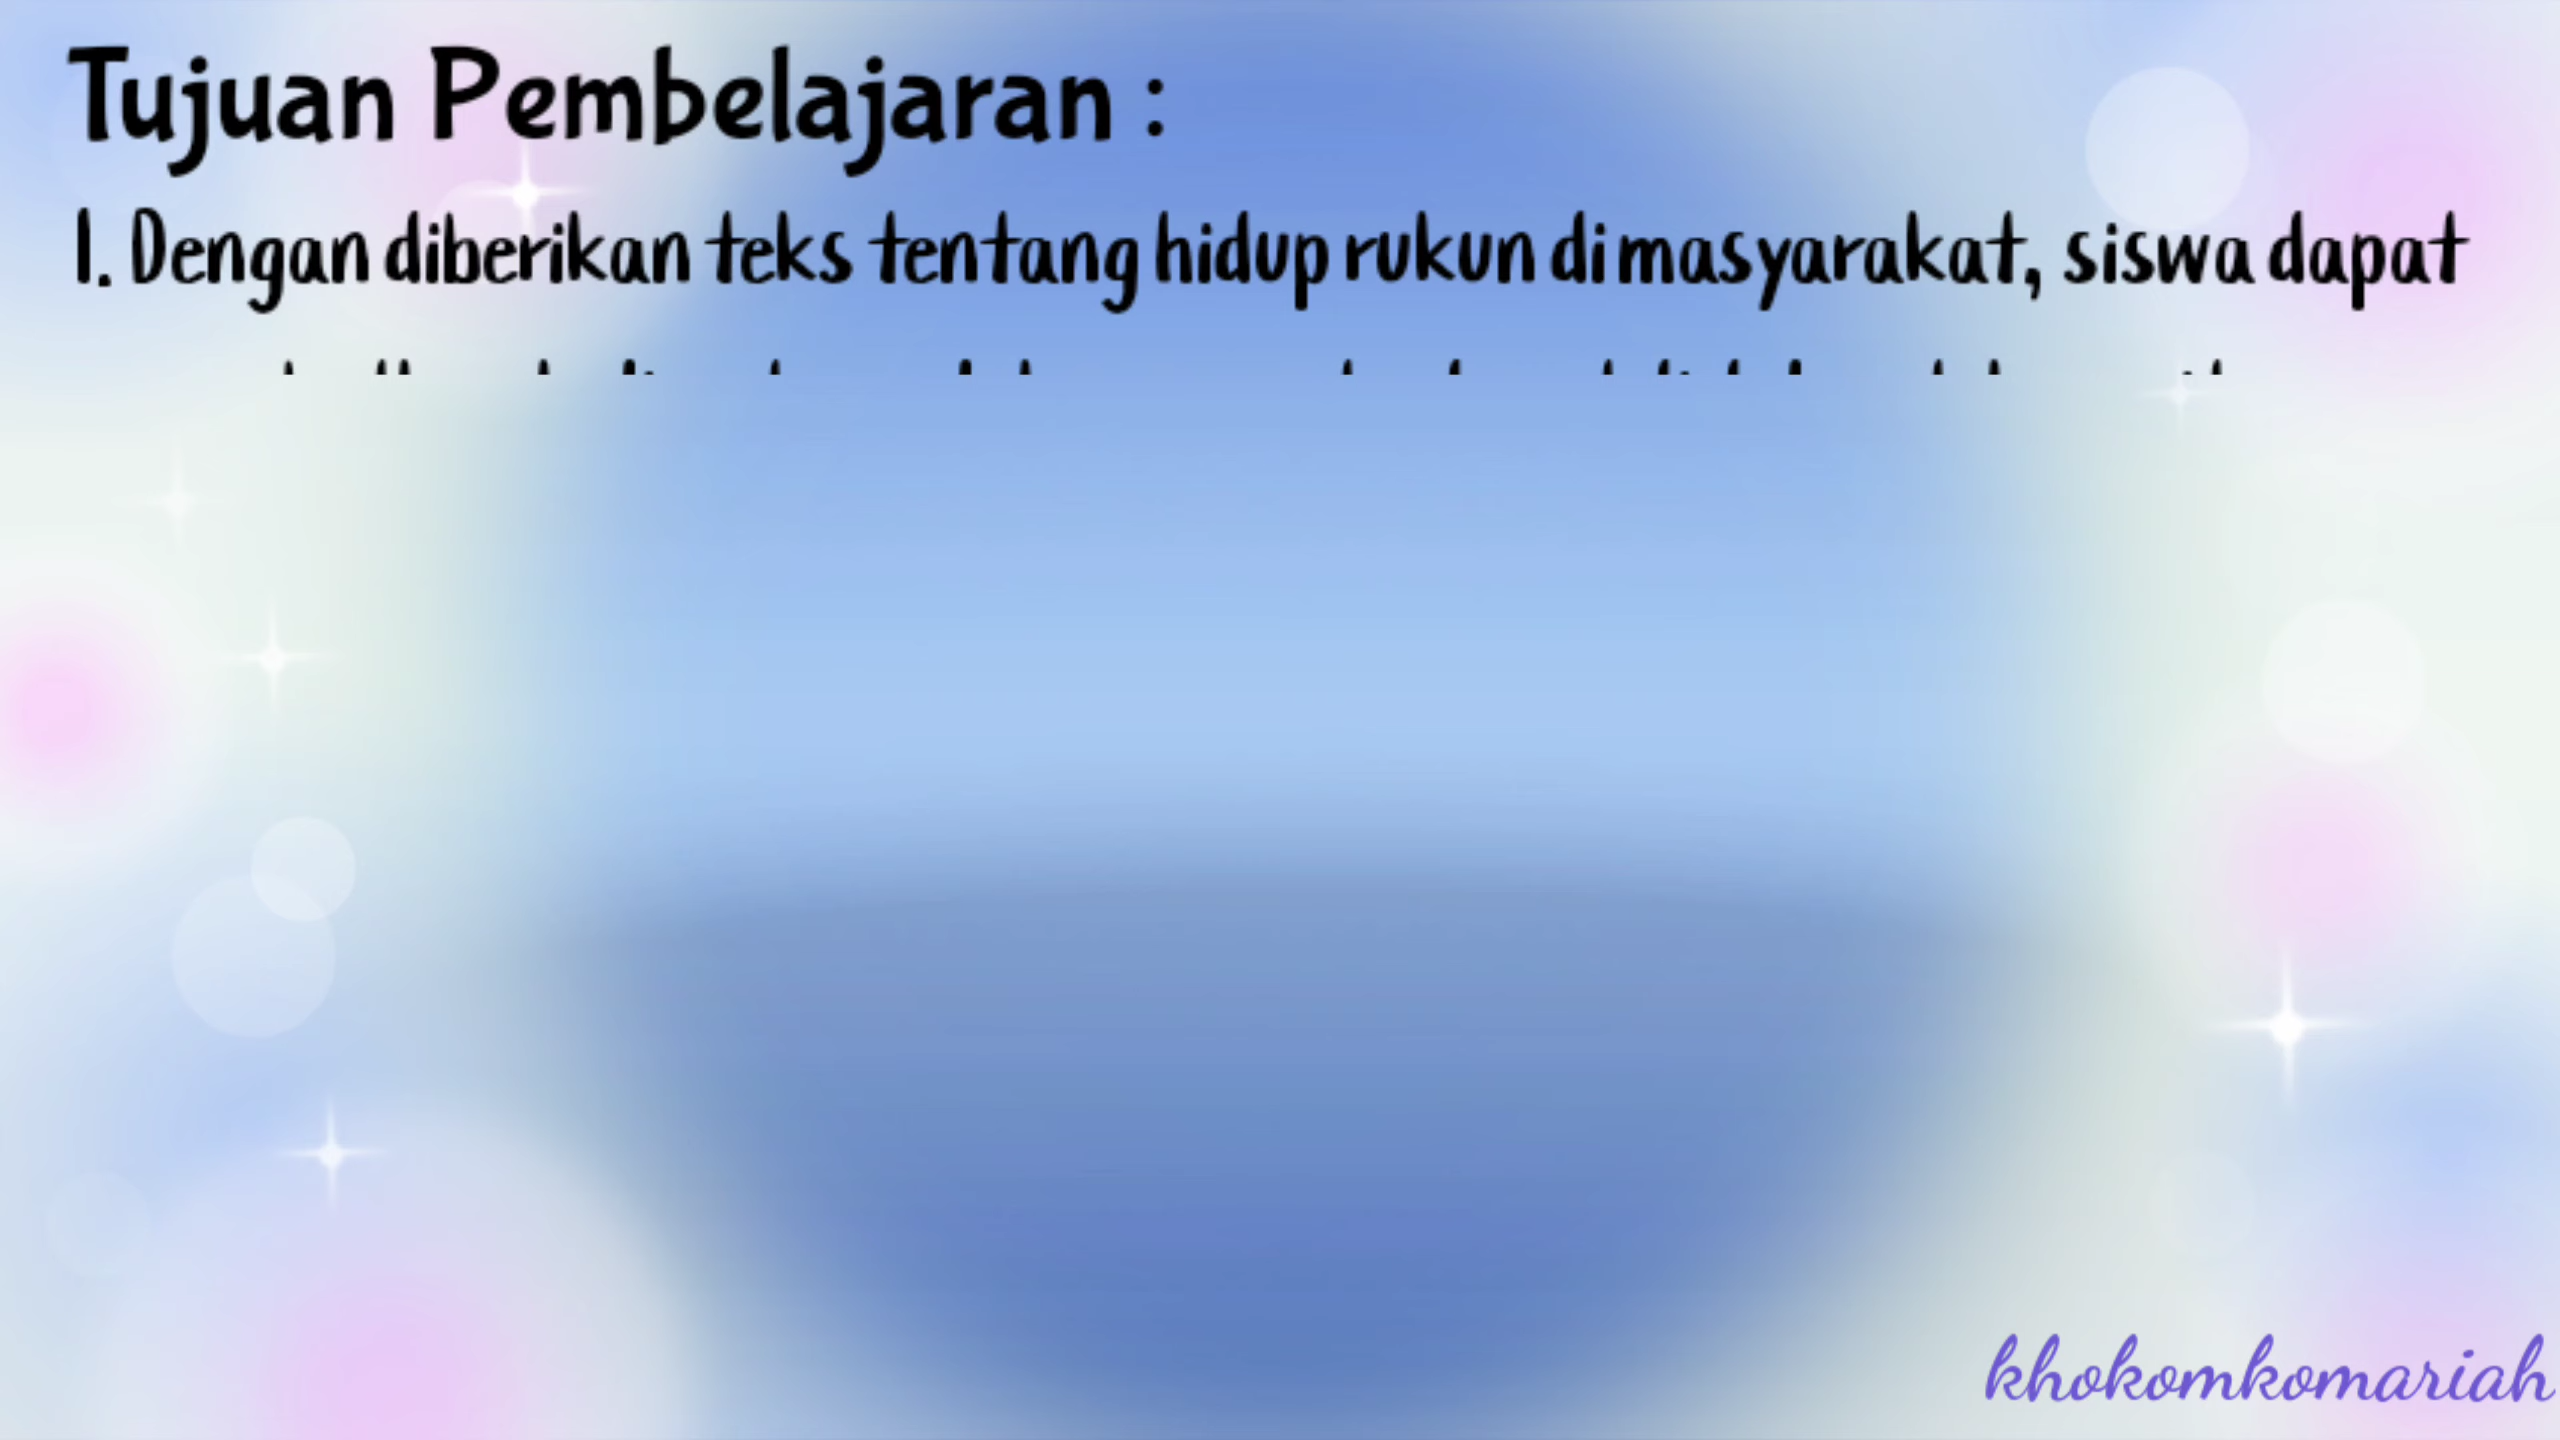 Tujuan Pembelajaran :
1. Dengan diberikan teks tentang hidup rukun di masyarakat, siswa dapat
khokomkomariah